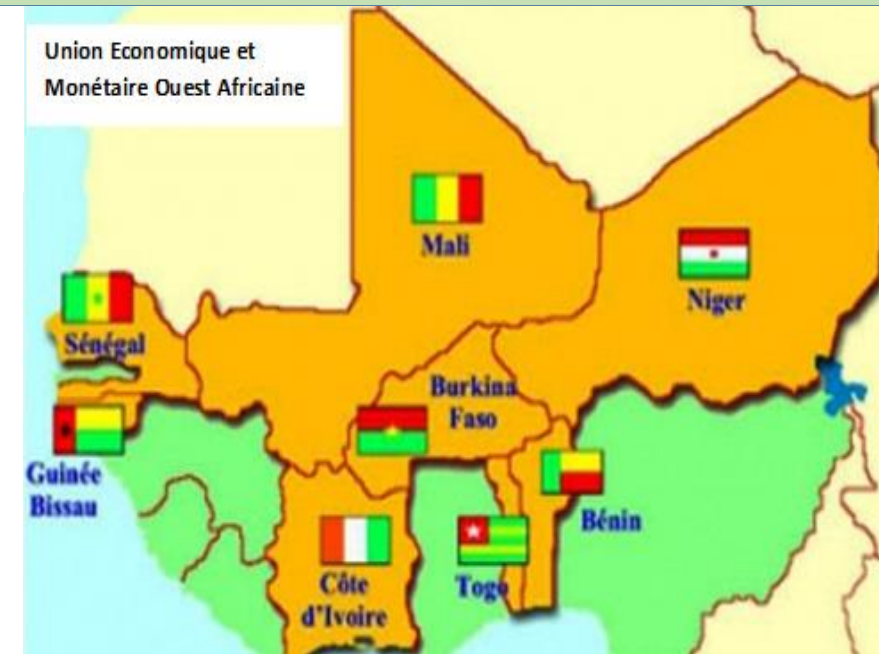 Union Economique et
Monétaire Ouest Africaine
Mali
Niger
Sénégal
Burkina
Faso
Guinée
Bissau
Bénin
Côte
d'Ivoire
Togo